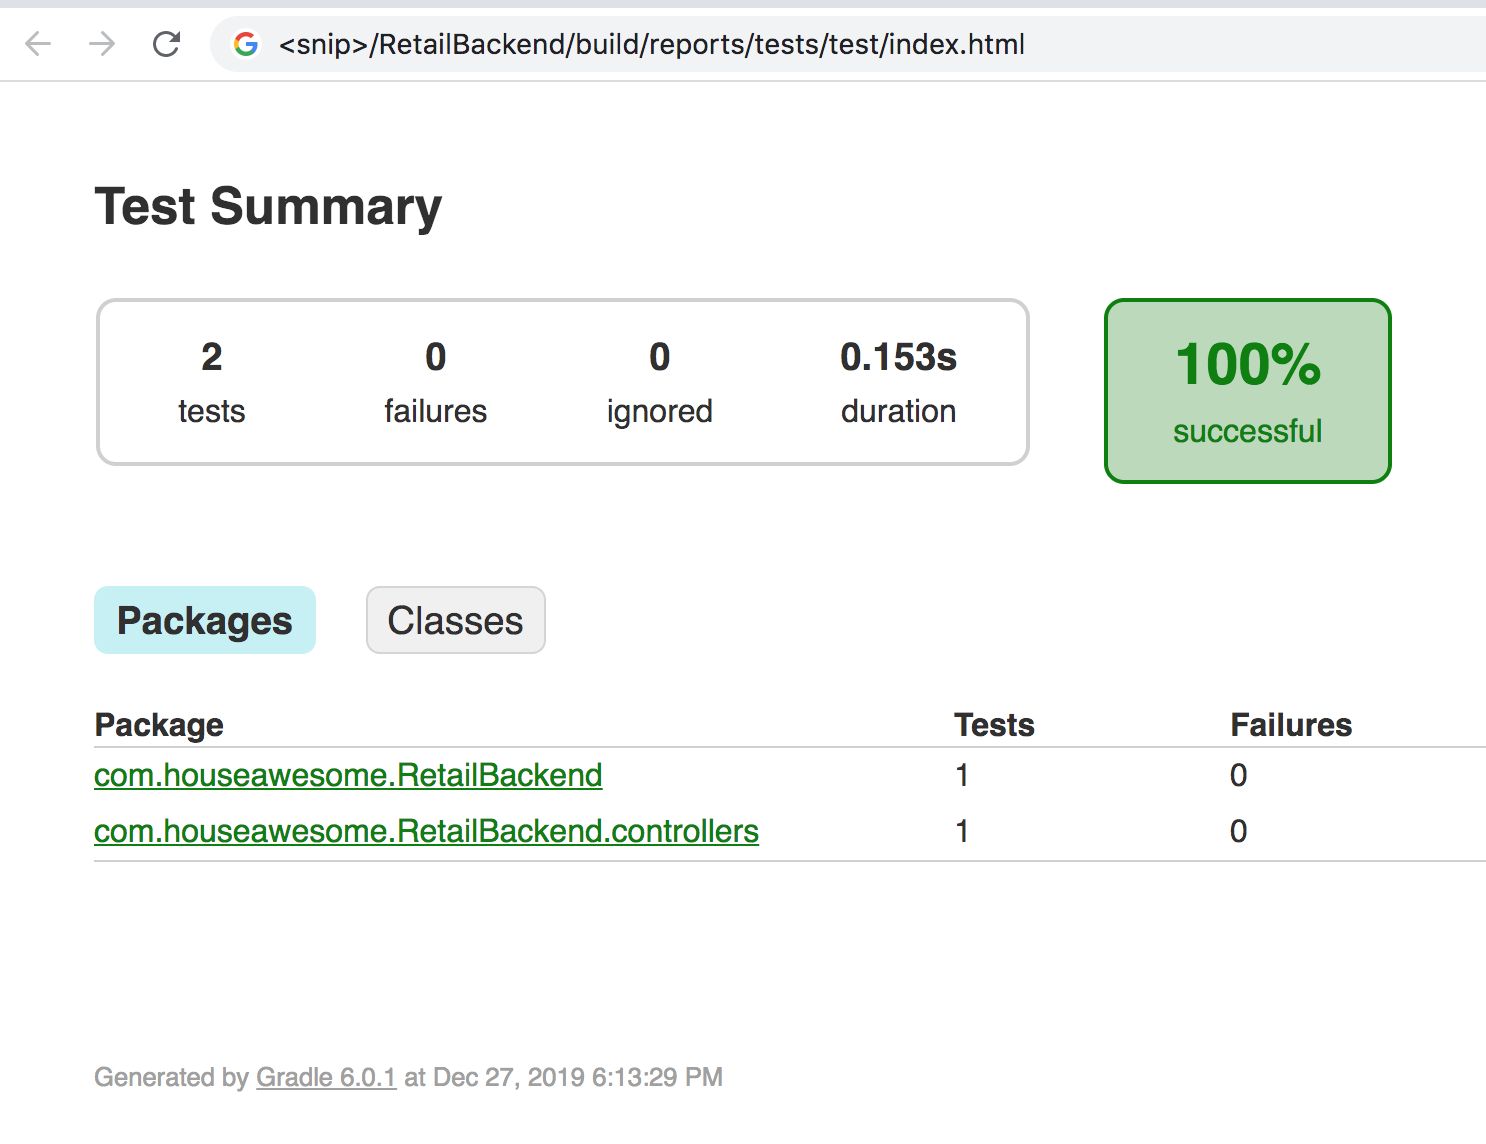 <snip>/RetailBackend/build/reports/tests/test/index.html
Test Summary
2 0 0 0.153s 100%
tests failures ignored duration successful
Packages Classes
Package Tests Failures
com.houseawesome.RetailBackend 1 0
com.houseawesome.RetailBackend.controllers 1 0
Generated by Gradle 6.0.1 at Dec 27, 2019 6:13:29 PM